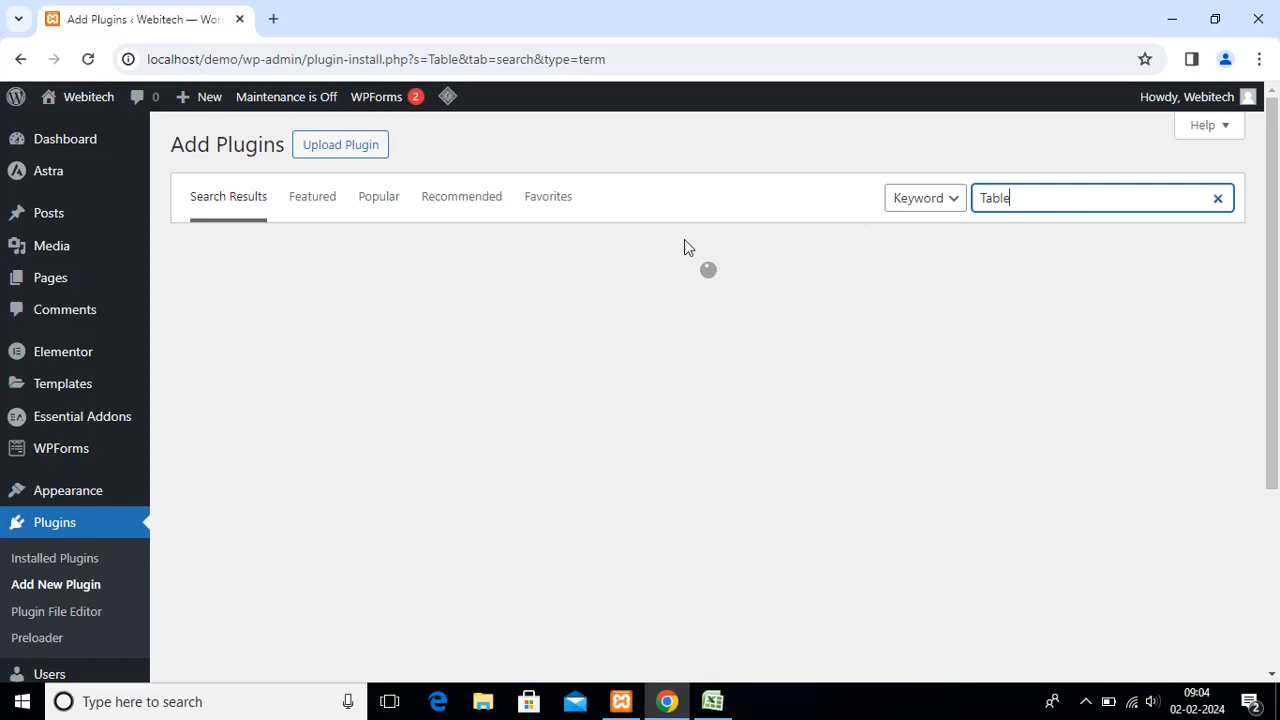 Add Plugins ‹ Webitech — Wor
localhost/demo/wp-admin/plugin-install.php?s=Table&tab=search&type=term
Webitech 0 New Maintenance is Off WPForms 2 Howdy, Webitech
Help
Add Plugins Upload Plugin
Search Results Featured Popular Recommended Favorites Keyword Table
Dashboard
Astra
Posts
Media
Pages
Comments
Elementor
Templates
Essential Addons
WPForms
Appearance
Plugins
Installed Plugins
Add New Plugin
Plugin File Editor
Preloader
Users
Type here to search
09:04
02-02-2024
2